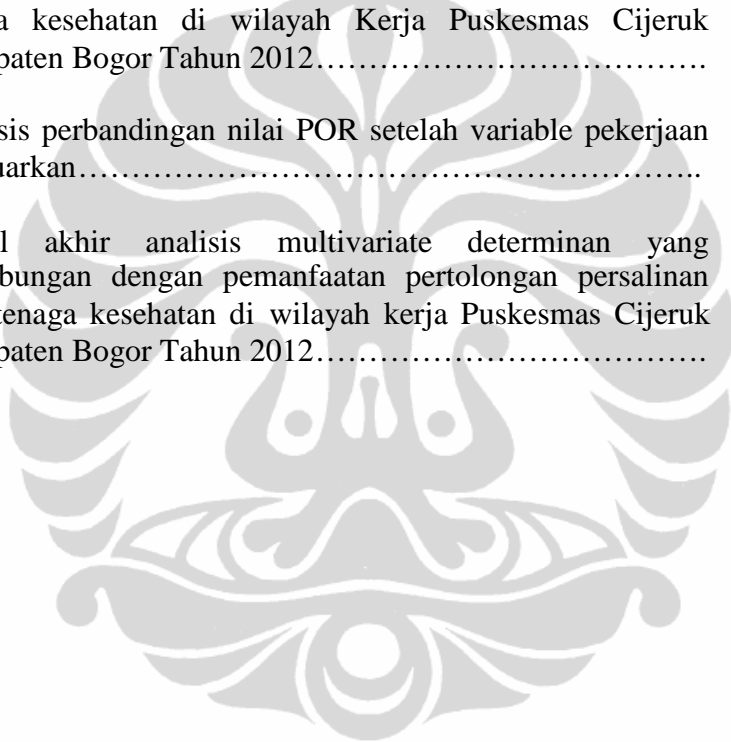 a kesehatan di wilayah Kerja Puskesmas Cijeruk
paten Bogor Tahun 2012……………………………….
sis perbandingan nilai POR setelah variable pekerjaan
uarkan…………………………………………………..
l akhir analisis multivariate determinan yang
bungan dengan pemanfaatan pertolongan persalinan
tenaga kesehatan di wilayah kerja Puskesmas Cijeruk
paten Bogor Tahun 2012……………………………….